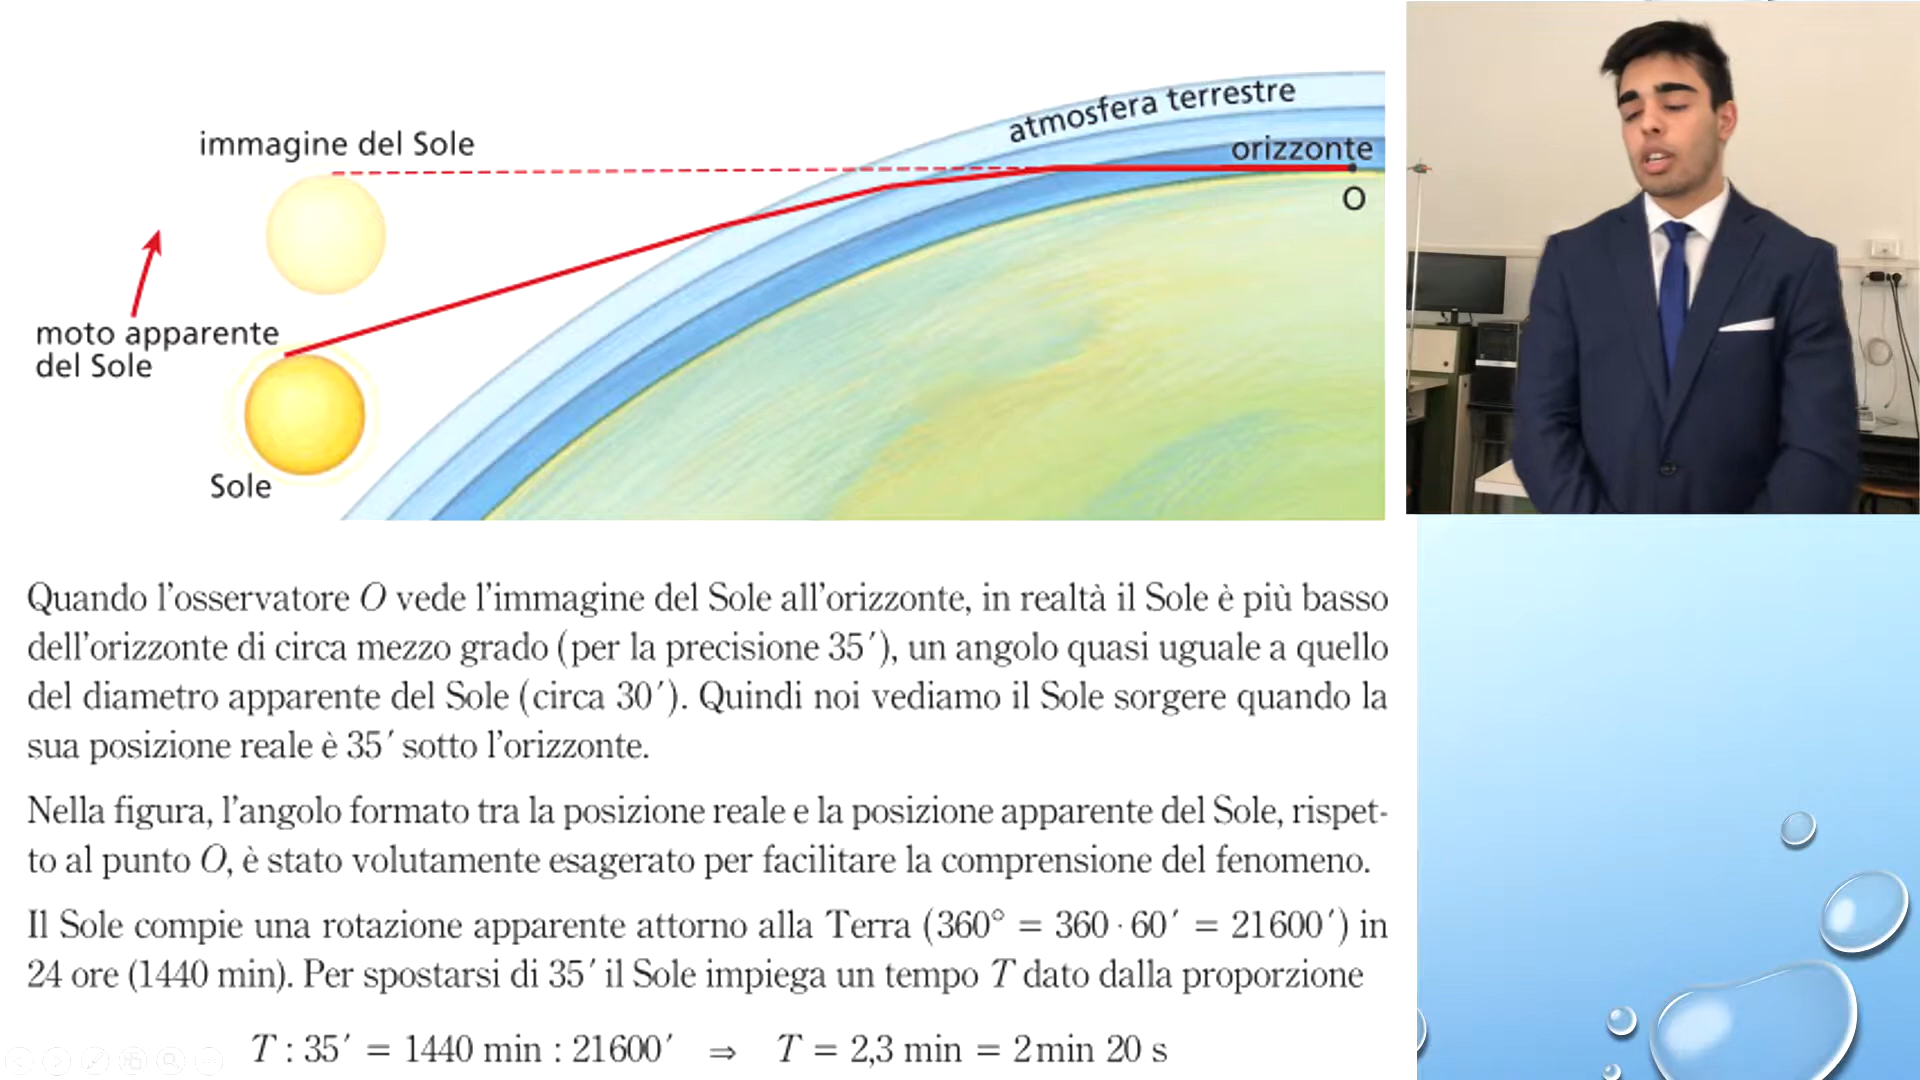 atmosfera terrestre
immagine del Sole
orizzonte
O
moto apparente
del Sole
Sole
Quando l'osservatore O vede l'immagine del Sole all'orizzonte, in realtà il Sole è più basso
dell'orizzonte di circa mezzo grado (per la precisione 35′), un angolo quasi uguale a quello
del diametro apparente del Sole (circa 30′). Quindi noi vediamo il Sole sorgere quando la
sua posizione reale è 35′ sotto l'orizzonte.
Nella figura, l'angolo formato tra la posizione reale e la posizione apparente del Sole, rispet-
to al punto O, è stato volutamente esagerato per facilitare la comprensione del fenomeno.
Il Sole compie una rotazione apparente attorno alla Terra (360° = 360 · 60′ = 21600′) in
24 ore (1440 min). Per spostarsi di 35′ il Sole impiega un tempo T dato dalla proporzione
T : 35′ = 1440 min : 21600′ ⇒ T = 2,3 min = 2min 20 s